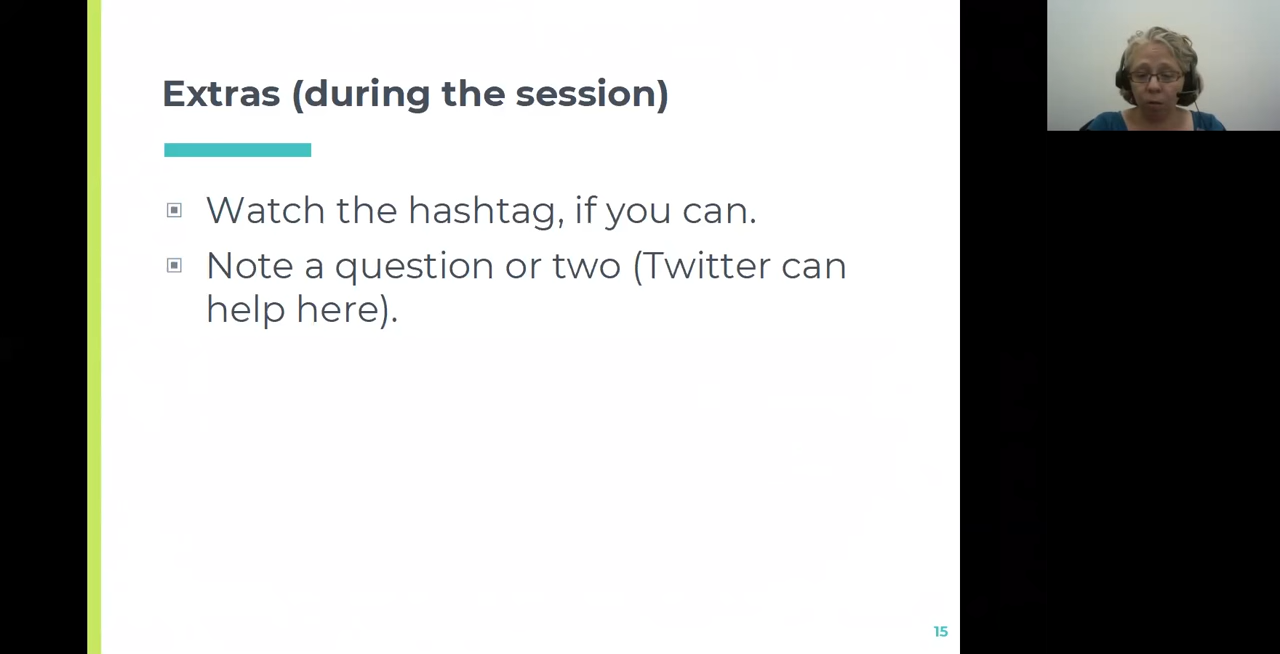 Extras (during the session)
Watch the hashtag, if you can.
Note a question or two (Twitter can
help here).
15